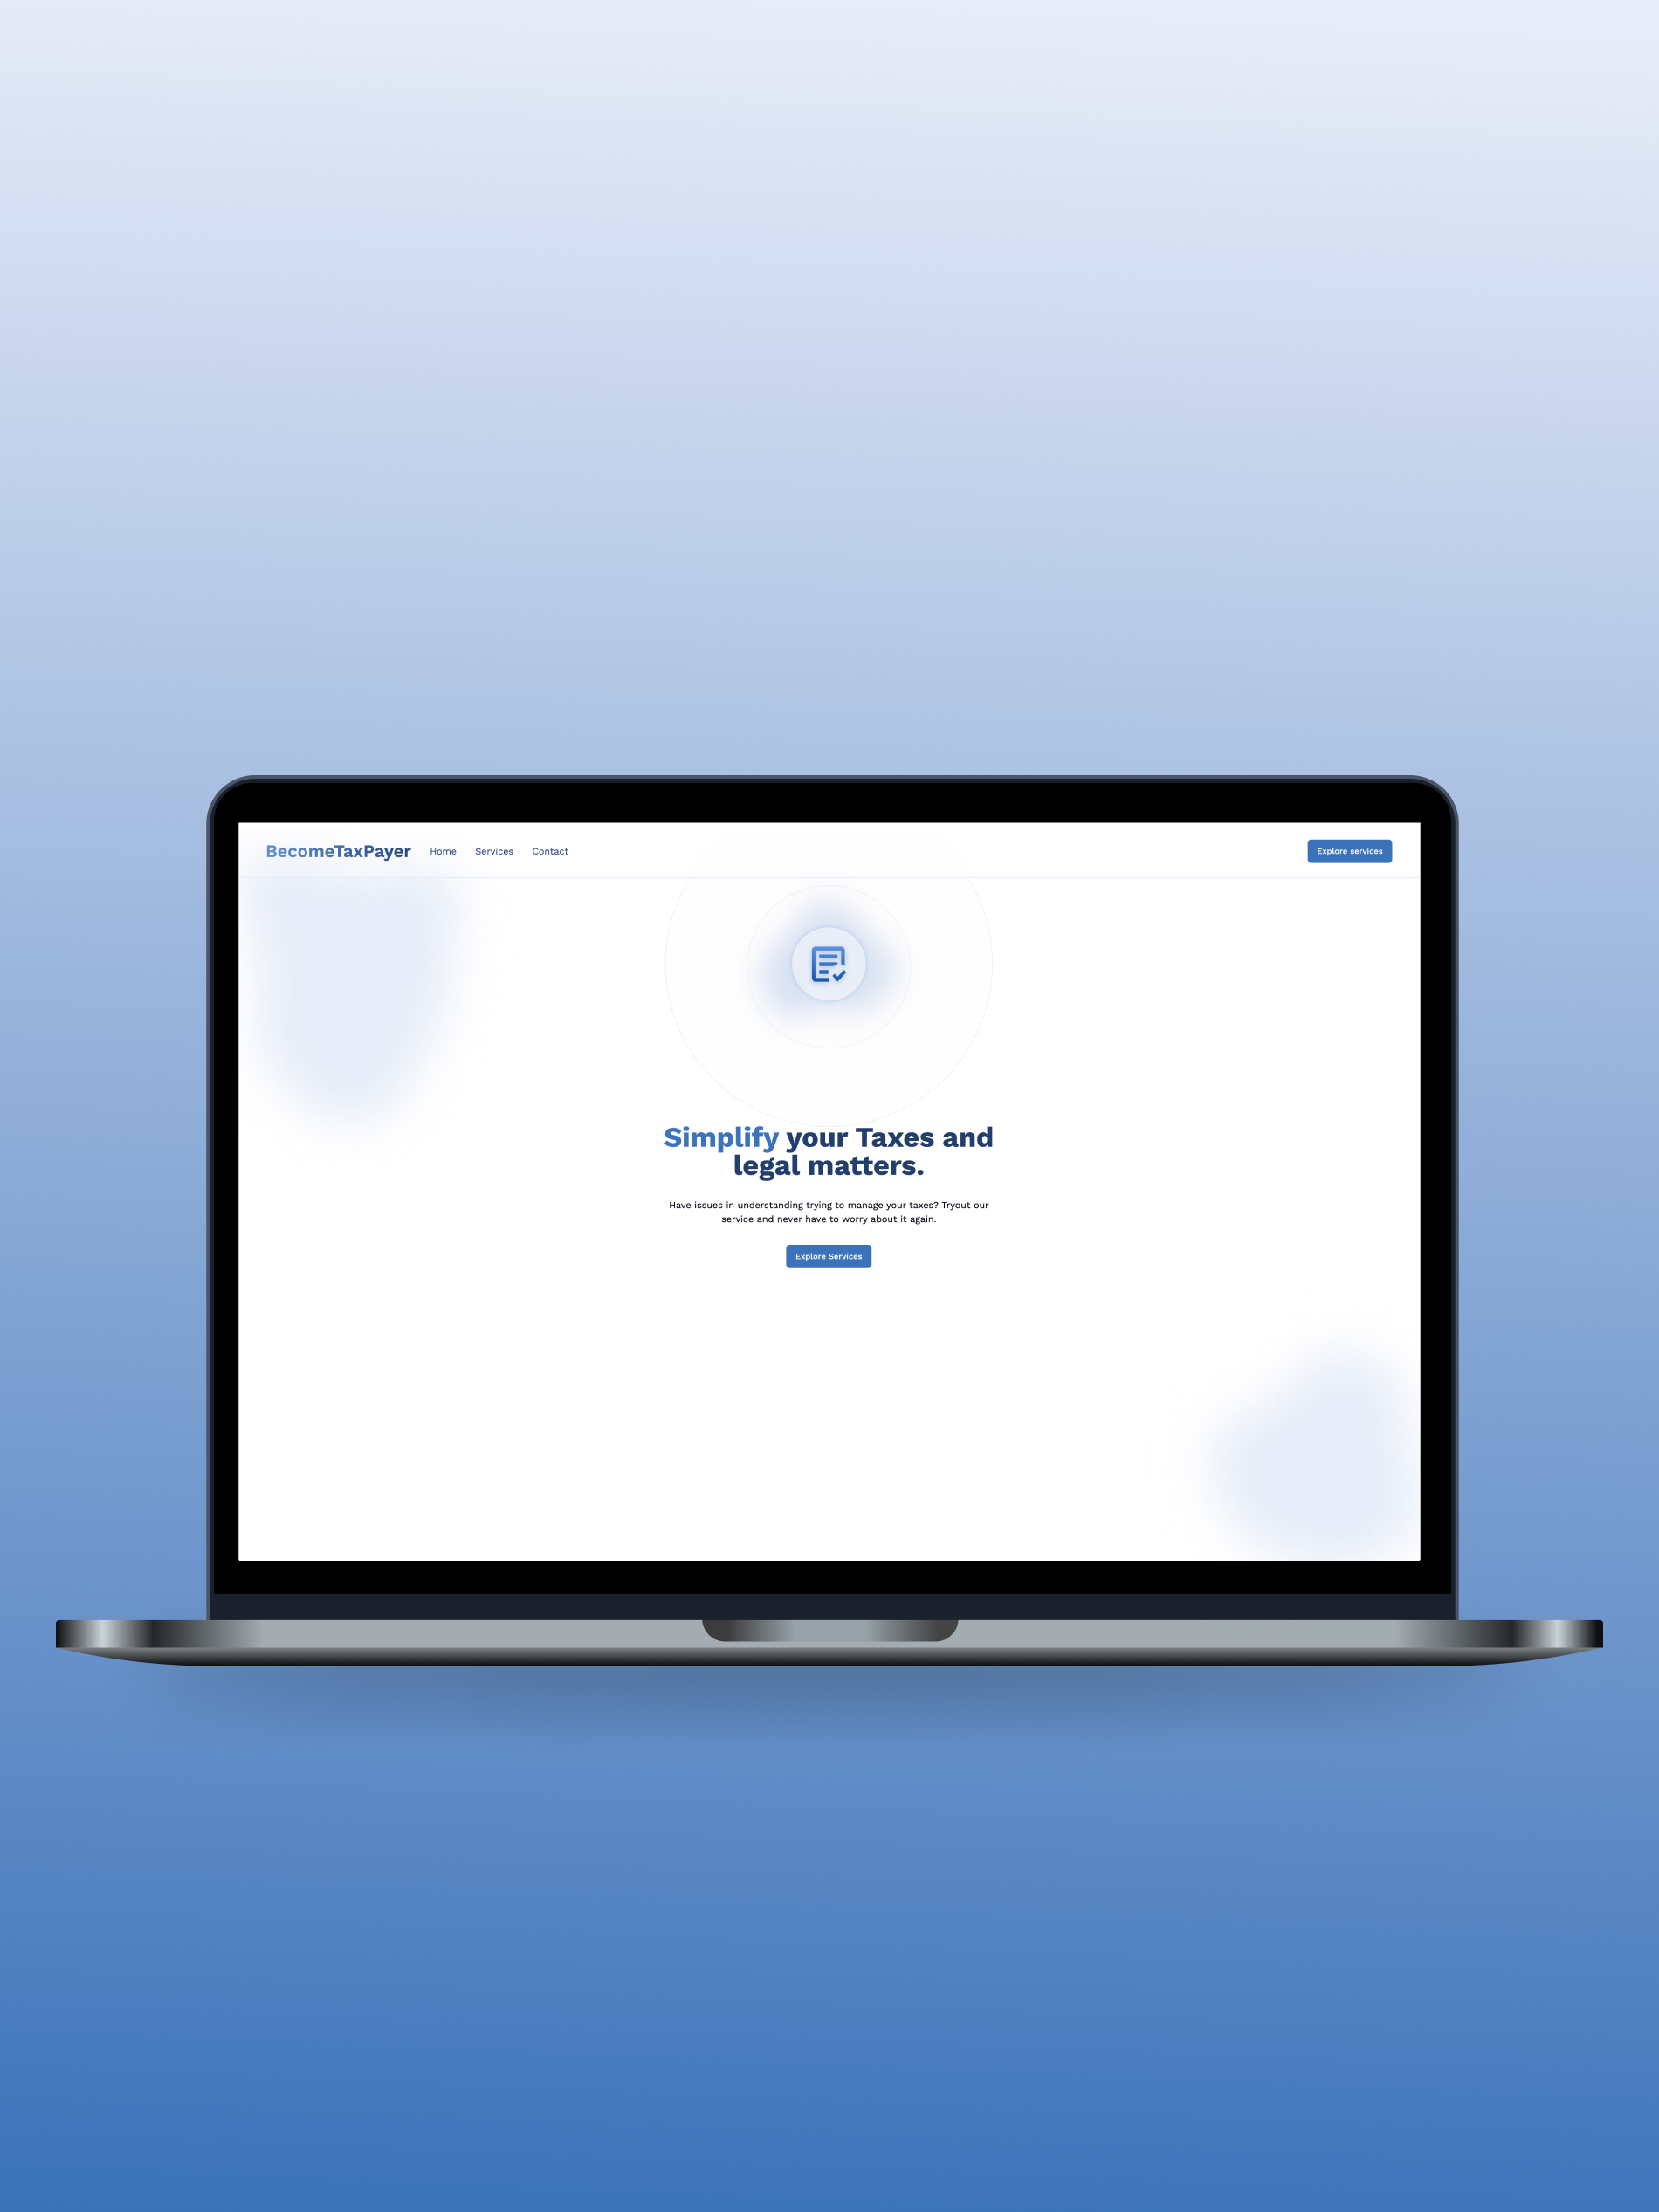 BecomeTaxPayer Home Services Contact Explore services
Simplify your Taxes and
legal matters.
Have issues in understanding trying to manage your taxes? Tryout our
service and never have to worry about it again.
Explore Services